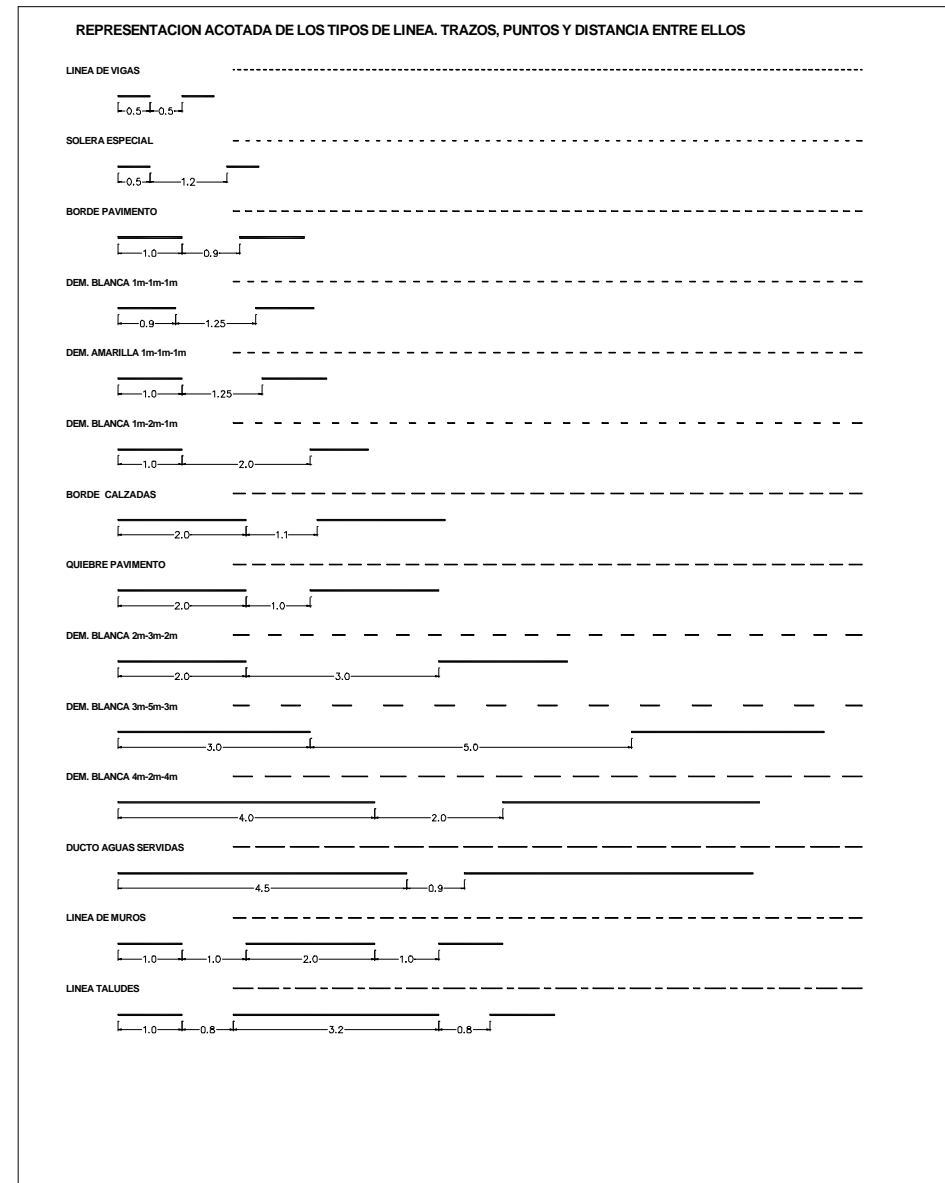 REPRESENTACION ACOTADA DE LOS TIPOS DE LINEA. TRAZOS, PUNTOS Y DISTANCIA ENTRE ELLOS
LINEA DE VIGAS
0.5 0.5
SOLERA ESPECIAL
0.5 1.2
BORDE PAVIMENTO
1.0 0.9
DEM. BLANCA 1m-1m-1m
0.9 1.25
DEM. AMARILLA 1m-1m-1m
1.0 1.25
DEM. BLANCA 1m-2m-1m
1.0 2.0
BORDE CALZADAS
2.0 1.1
QUIEBRE PAVIMENTO
2.0 1.0
DEM. BLANCA 2m-3m-2m
2.0 3.0
DEM. BLANCA 3m-5m-3m
3.0 5.0
DEM. BLANCA 4m-2m-4m
4.0 2.0
DUCTO AGUAS SERVIDAS
4.5 0.9
LINEA DE MUROS
1.0 1.0 2.0 1.0
LINEA TALUDES
1.0 0.8 3.2 0.8